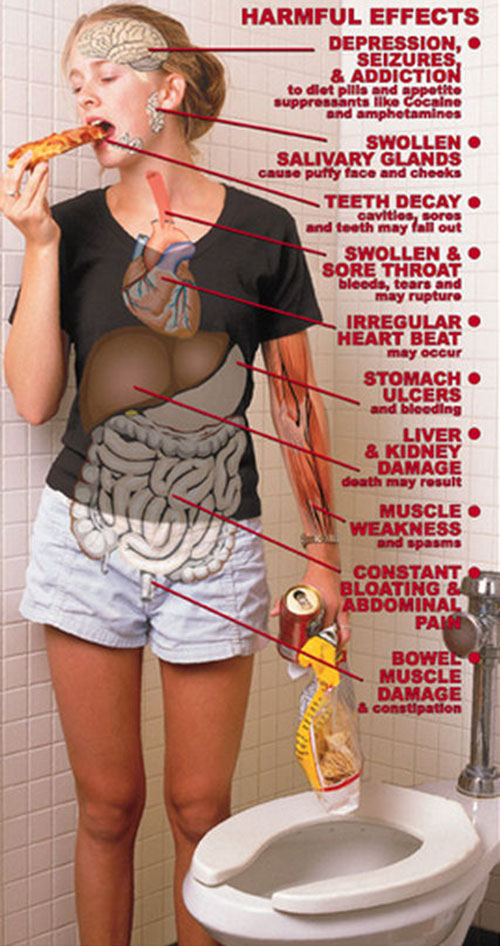 HARMFUL EFFECTS
DEPRESSION,
SEIZURES,
& ADDICTION
to diet pills and appetite
suppressants like Cocaine
and amphetamines
SWOLLEN
SALIVARY GLANDS
cause puffy face and cheeks
TEETH DECAY
cavities, sores
and teeth may fall out
SWOLLEN &
SORE THROAT
bleeds, tears and
may rupture
IRREGULAR
HEART BEAT
may occur
STOMACH
ULCERS
and bleeding
LIVER
& KIDNEY
DAMAGE
death may result
MUSCLE
WEAKNESS
and spasms
CONSTANT
BLOATING &
ABDOMINAL
PAIN
BOWEL
MUSCLE
DAMAGE
& constipation